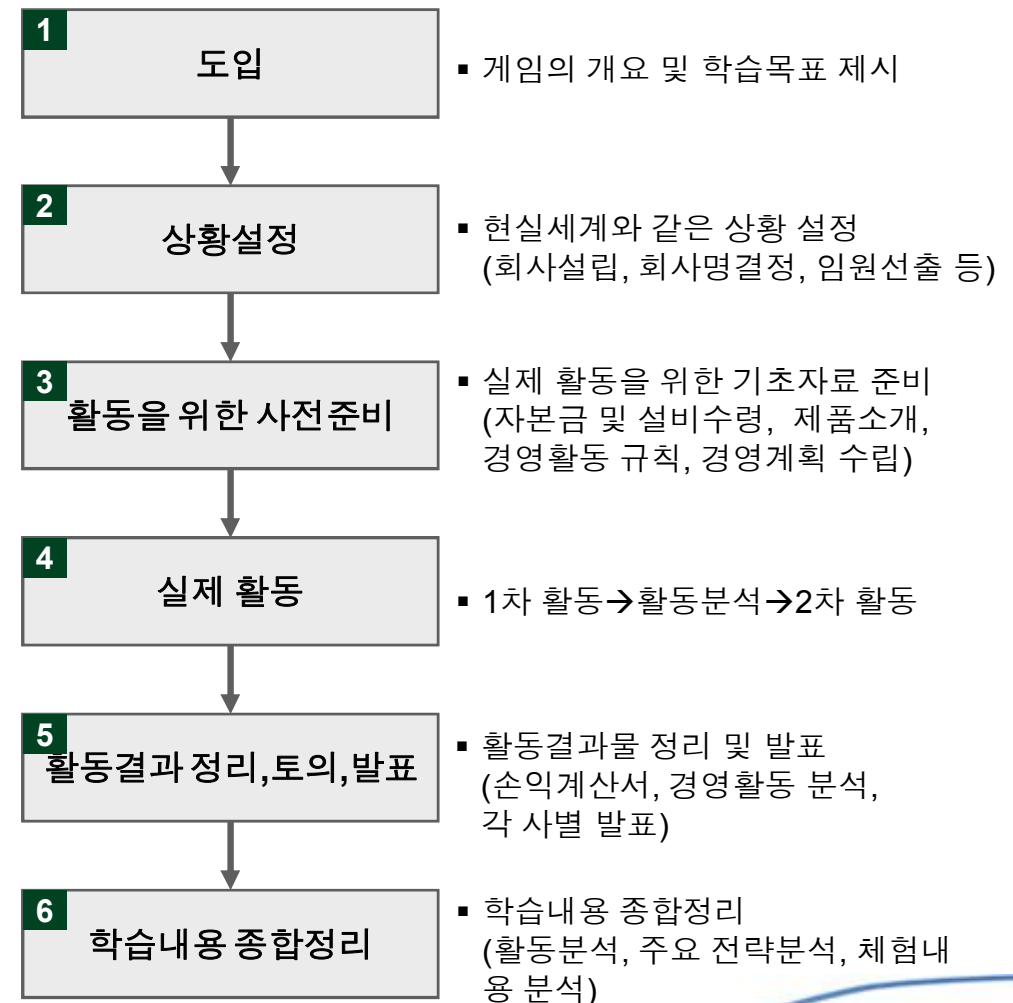 1
도입
▪ 게임의 개요 및 학습목표 제시
2
상황설정
▪ 현실세계와 같은 상황 설정
(회사설립, 회사명결정, 임원선출 등)
3
활동을 위한 사전준비
▪ 실제 활동을 위한 기초자료 준비
(자본금 및 설비수령, 제품소개,
경영활동 규칙, 경영계획 수립)
4
실제 활동
▪ 1차 활동→활동분석→2차 활동
5
활동결과 정리,토의,발표
▪ 활동결과물 정리 및 발표
(손익계산서, 경영활동 분석,
각 사별 발표)
6
학습내용 종합정리
▪ 학습내용 종합정리
(활동분석, 주요 전략분석, 체험내
용 분석)